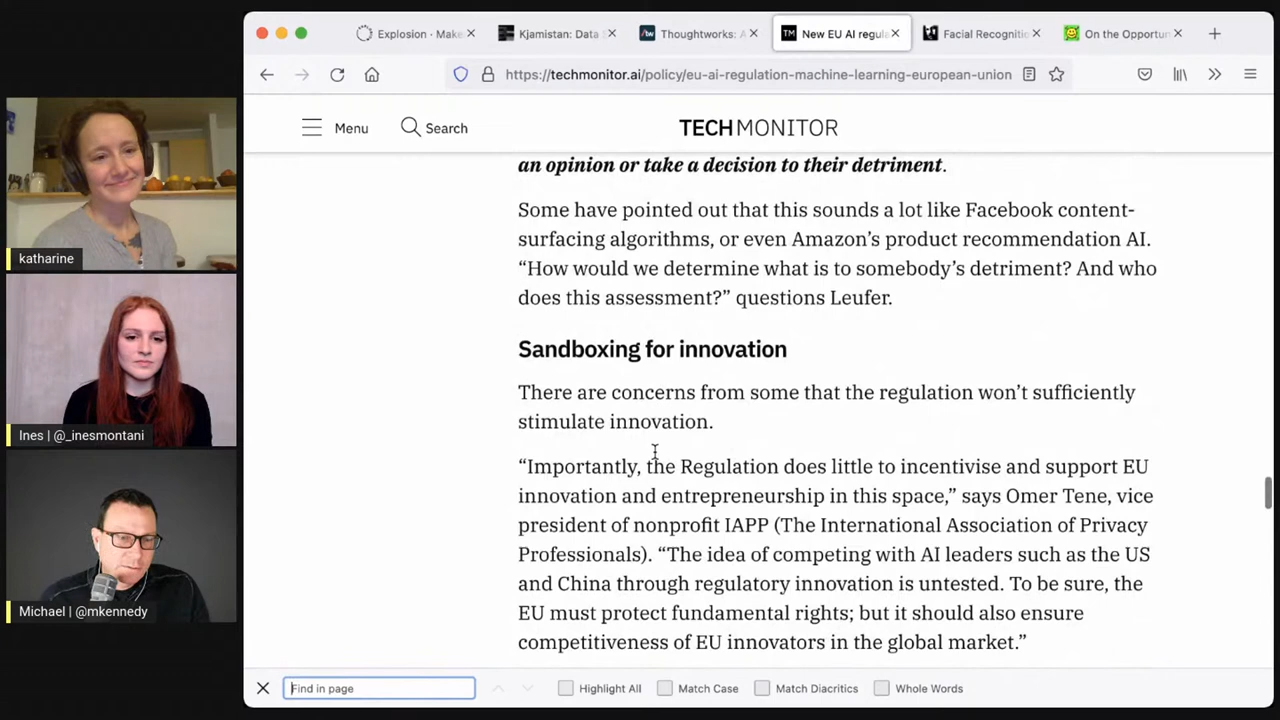 Explosion · Make
Kjamistan: Data S
Thoughtworks: A
TM New EU AI regula
Facial Recognitio
On the Opportun
https://techmonitor.ai/policy/eu-ai-regulation-machine-learning-european-union
Menu
Search
TECHMONITOR
an opinion or take a decision to their detriment.
Some have pointed out that this sounds a lot like Facebook content-
surfacing algorithms, or even Amazon’s product recommendation AI.
“How would we determine what is to somebody’s detriment? And who
does this assessment?” questions Leufer.
Sandboxing for innovation
There are concerns from some that the regulation won’t sufficiently
stimulate innovation.
“Importantly, the Regulation does little to incentivise and support EU
innovation and entrepreneurship in this space,” says Omer Tene, vice
president of nonprofit IAPP (The International Association of Privacy
Professionals). “The idea of competing with AI leaders such as the US
and China through regulatory innovation is untested. To be sure, the
EU must protect fundamental rights; but it should also ensure
competitiveness of EU innovators in the global market.”
Find in page
Highlight All
Match Case
Match Diacritics
Whole Words
katharine
Ines | @_inesmontani
Michael | @mkennedy